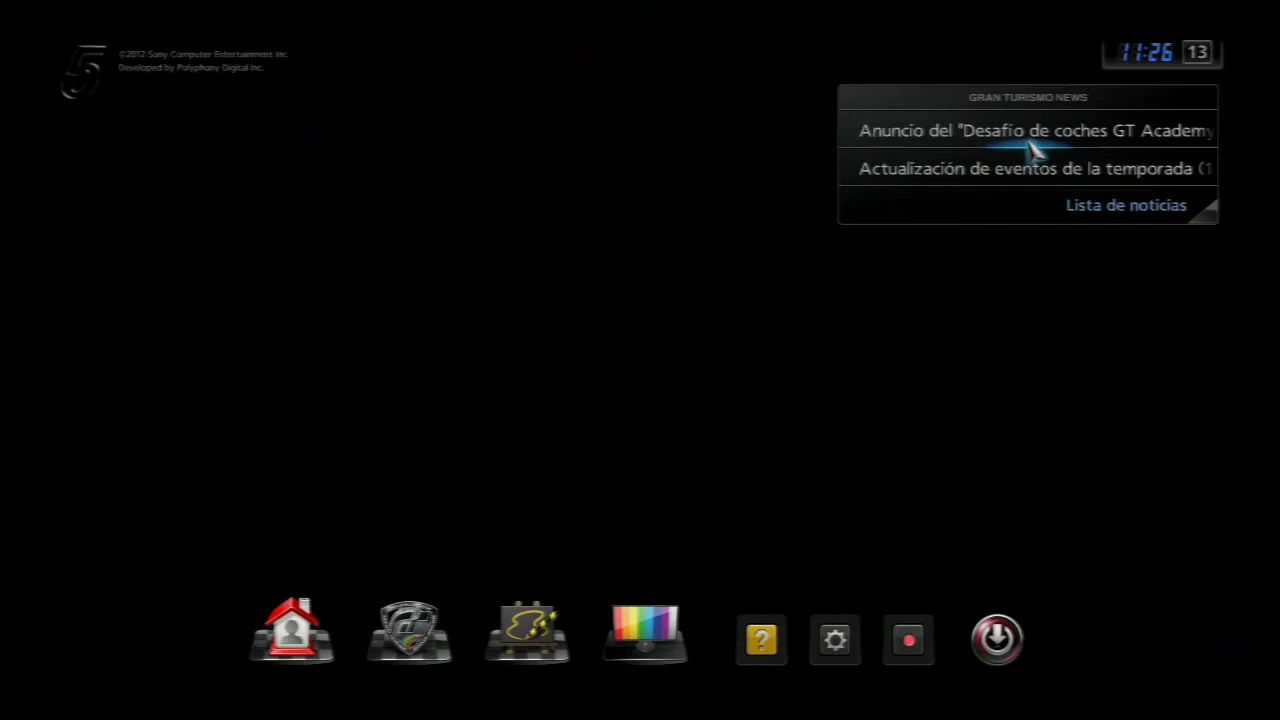 5
©2012 Sony Computer Entertainment Inc.
Developed by Polyphony Digital Inc.
11:26 13
GRAN TURISMO NEWS
Anuncio del "Desafío de coches GT Academy
Actualización de eventos de la temporada (1
Lista de noticias
?